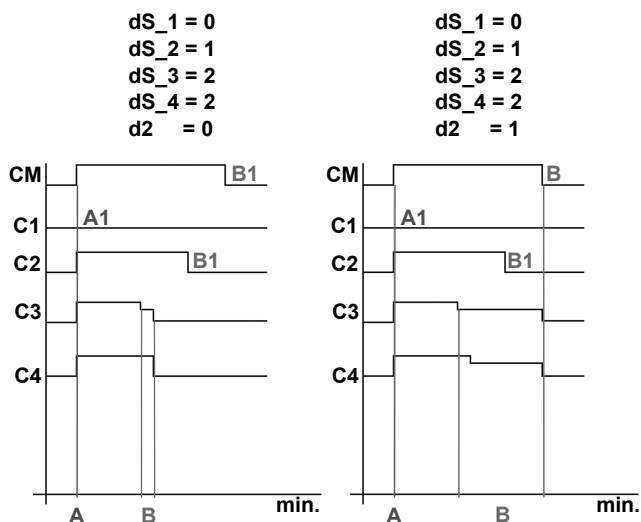 dS_1 = 0
dS_2 = 1
dS_3 = 2
dS_4 = 2
d2 = 0
CM
B1
C1
A1
C2
B1
C3
C4
min.
A
B
dS_1 = 0
dS_2 = 1
dS_3 = 2
dS_4 = 2
d2 = 1
CM
B
C1
A1
C2
B1
C3
C4
min.
A
B